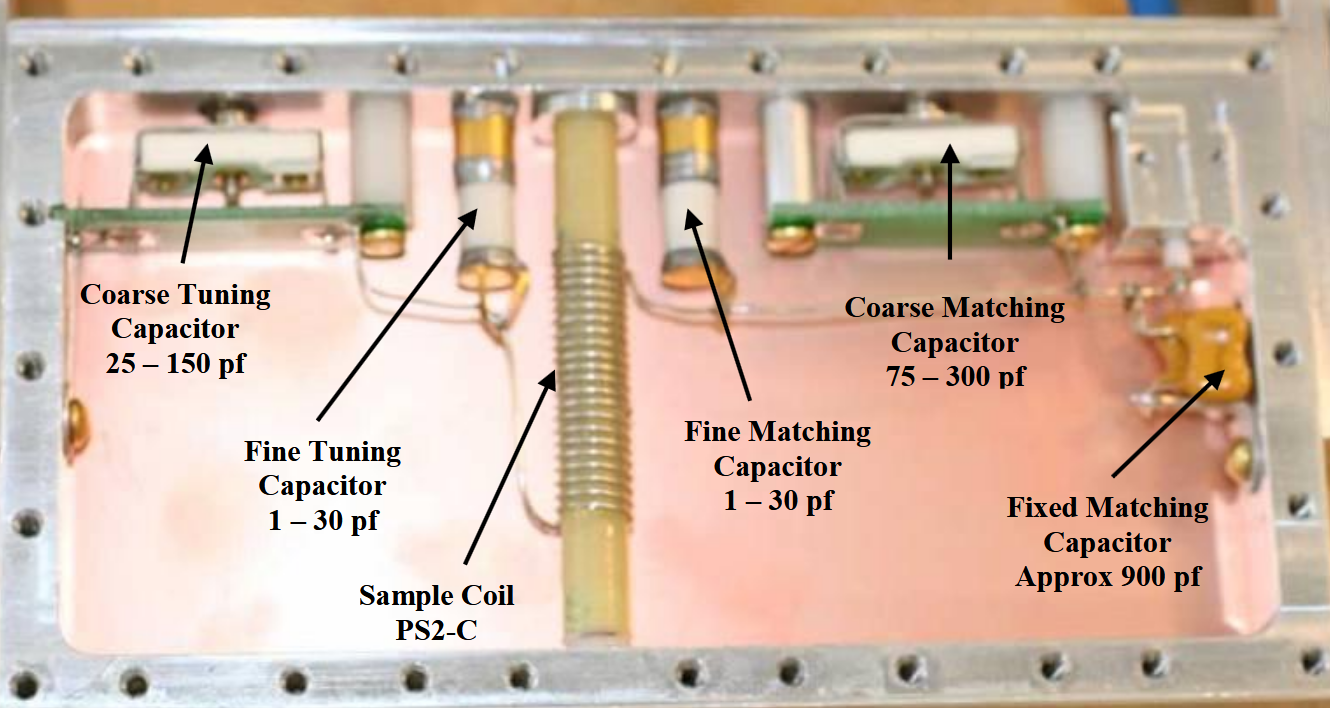 Coarse Tuning
Capacitor
25 – 150 pf
Fine Tuning
Capacitor
1 – 30 pf
Sample Coil
PS2-C
Fine Matching
Capacitor
1 – 30 pf
Coarse Matching
Capacitor
75 – 300 pf
Fixed Matching
Capacitor
Approx 900 pf